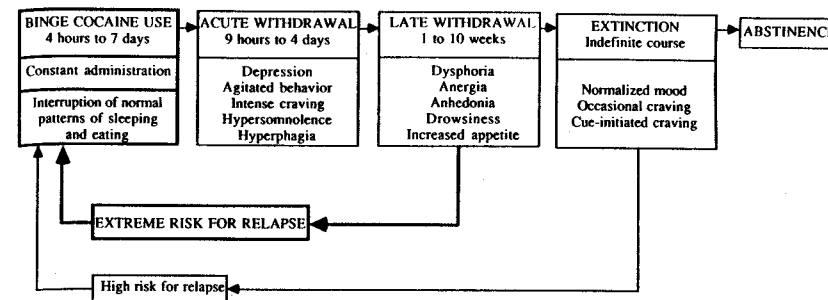 BINGE COCAINE USE
4 hours to 7 days
Constant administration
Interruption of normal
patterns of sleeping
and eating
ACUTE WITHDRAWAL
9 hours to 4 days
Depression
Agitated behavior
Intense craving
Hypersomnolence
Hyperphagia
LATE WITHDRAWAL
1 to 10 weeks
Dysphoria
Anergia
Anhedonia
Drowsiness
Increased appetite
EXTINCTION
Indefinite course
Normalized mood
Occasional craving
Cue-initiated craving
ABSTINENCE
EXTREME RISK FOR RELAPSE
High risk for relapse